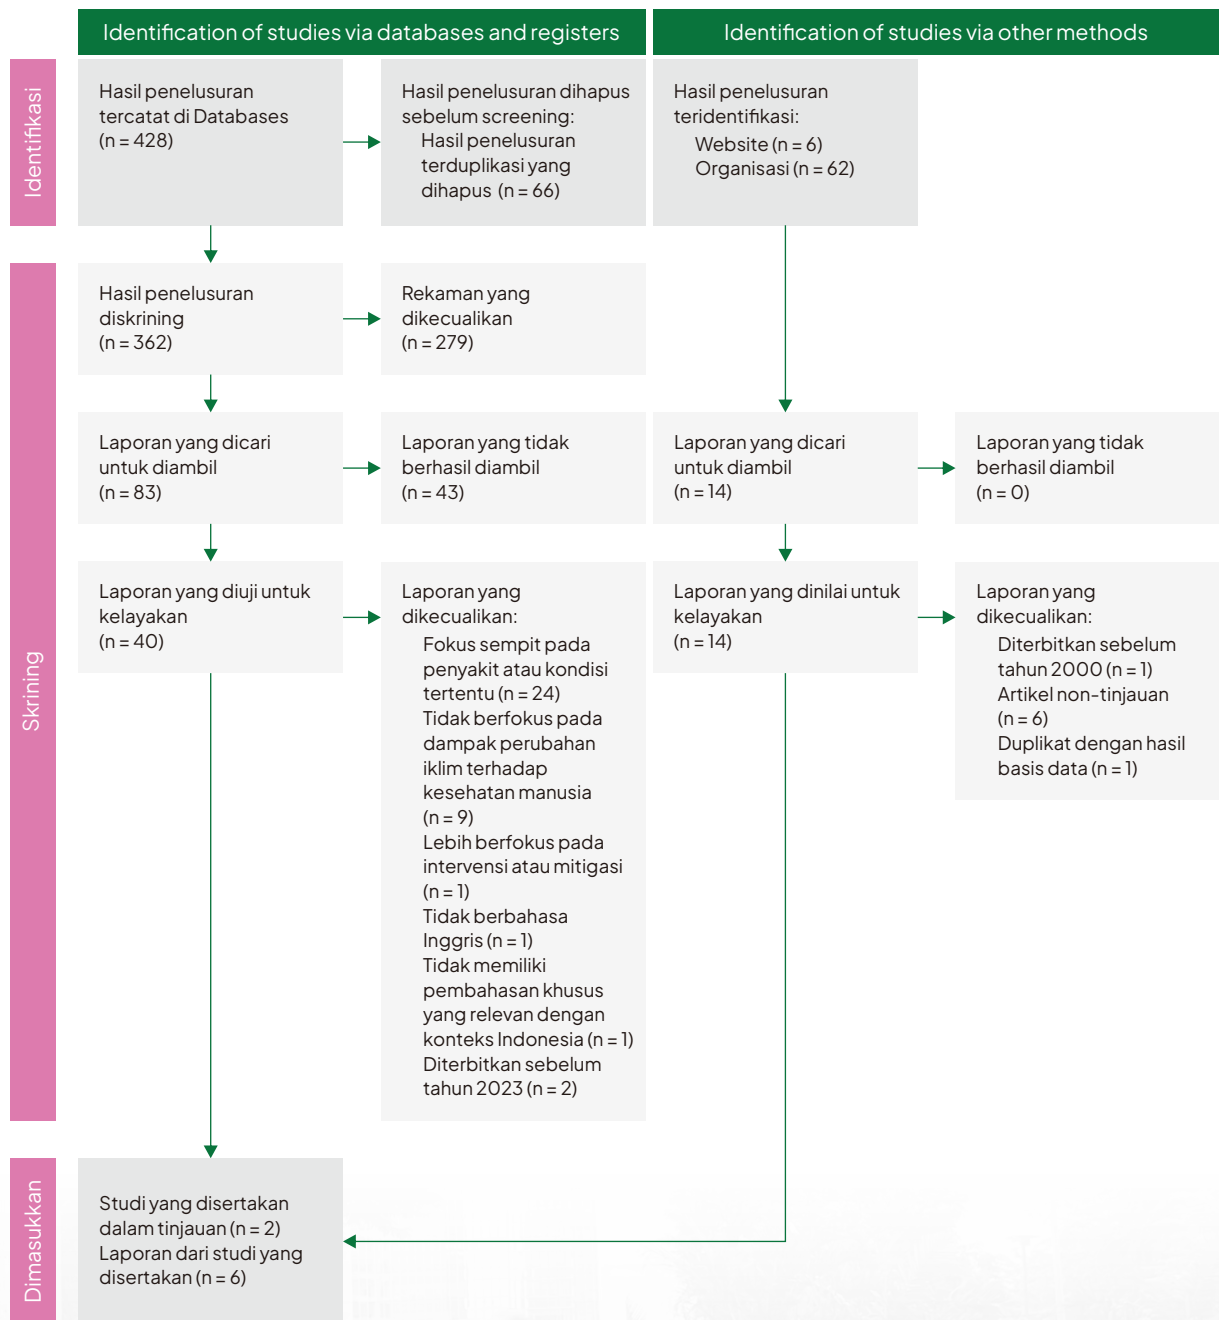 Identification of studies via databases and registers
Identification of studies via other methods
Identifikasi
Hasil penelusuran
tercatat di Databases
(n = 428)
Hasil penelusuran dihapus
sebelum screening:
Hasil penelusuran
terduplikasi yang
dihapus (n = 66)
Hasil penelusuran
teridentifikasi:
Website (n = 6)
Organisasi (n = 62)
Skrining
Hasil penelusuran
diskrining
(n = 362)
Rekaman yang
dikecualikan
(n = 279)
Laporan yang dicari
untuk diambil
(n = 83)
Laporan yang tidak
berhasil diambil
(n = 43)
Laporan yang dicari
untuk diambil
(n = 14)
Laporan yang tidak
berhasil diambil
(n = 0)
Laporan yang diuji untuk
kelayakan
(n = 40)
Laporan yang
dikecualikan:
Fokus sempit pada
penyakit atau kondisi
tertentu (n = 24)
Tidak berfokus pada
dampak perubahan
iklim terhadap
kesehatan manusia
(n = 9)
Lebih berfokus pada
intervensi atau mitigasi
(n = 1)
Tidak berbahasa
Inggris (n = 1)
Tidak memiliki
pembahasan khusus
yang relevan dengan
konteks Indonesia (n = 1)
Diterbitkan sebelum
tahun 2023 (n = 2)
Laporan yang dinilai untuk
kelayakan
(n = 14)
Laporan yang
dikecualikan:
Diterbitkan sebelum
tahun 2000 (n = 1)
Artikel non-tinjauan
(n = 6)
Duplikat dengan hasil
basis data (n = 1)
Dimasukkan
Studi yang disertakan
dalam tinjauan (n = 2)
Laporan dari studi yang
disertakan (n = 6)